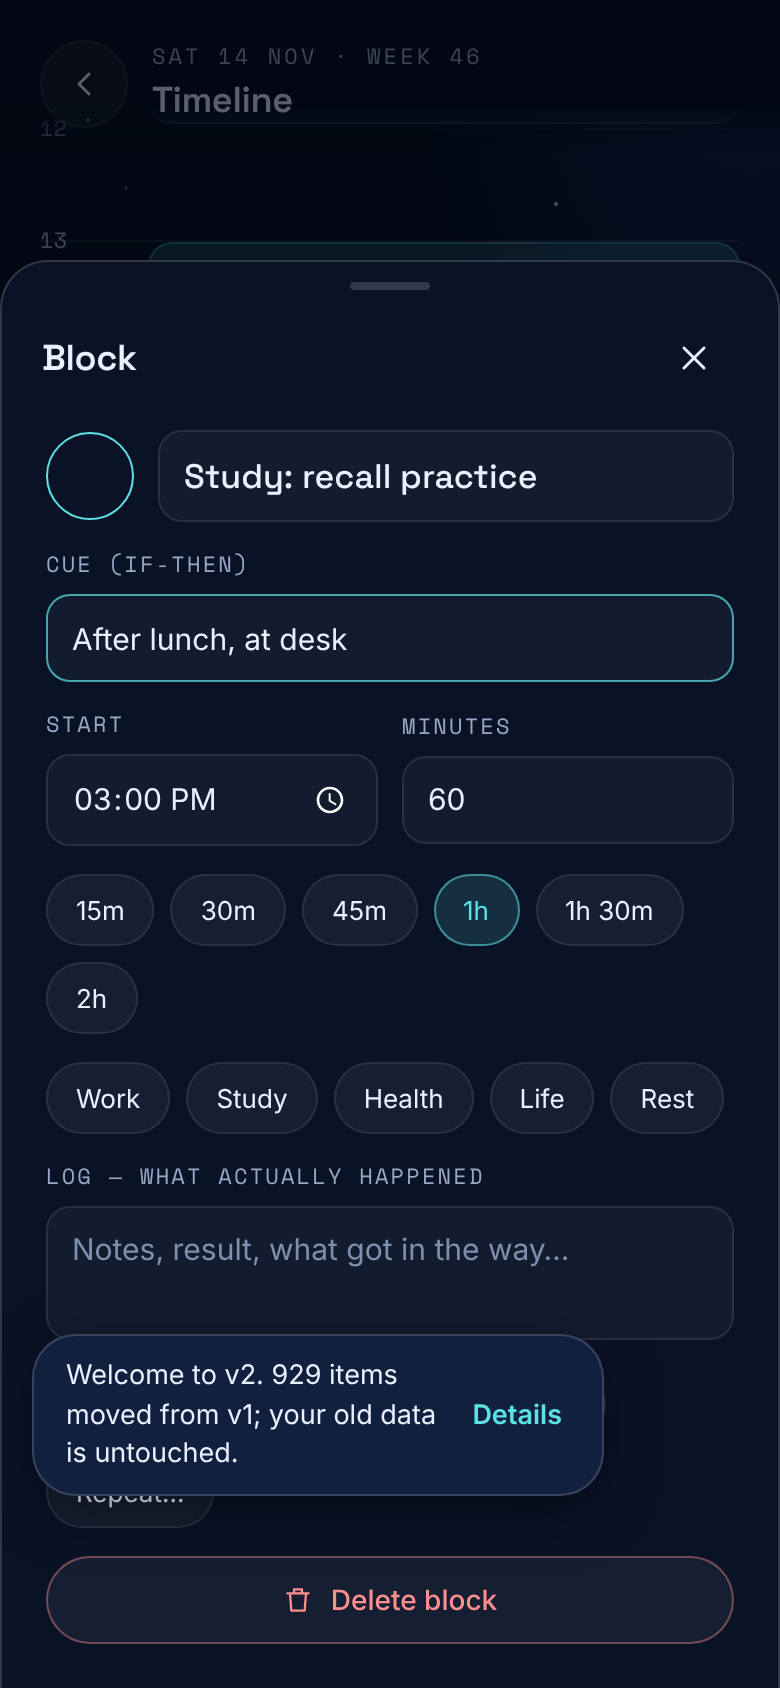 SAT 14 NOV · WEEK 46
Timeline
12
13
Block
Study: recall practice
CUE (IF-THEN)
After lunch, at desk
START
MINUTES
03:00 PM
60
15m
30m
45m
1h
1h 30m
2h
Work
Study
Health
Life
Rest
LOG — WHAT ACTUALLY HAPPENED
Notes, result, what got in the way...
Welcome to v2. 929 items
moved from v1; your old data
is untouched.
Details
Repeat...
Delete block